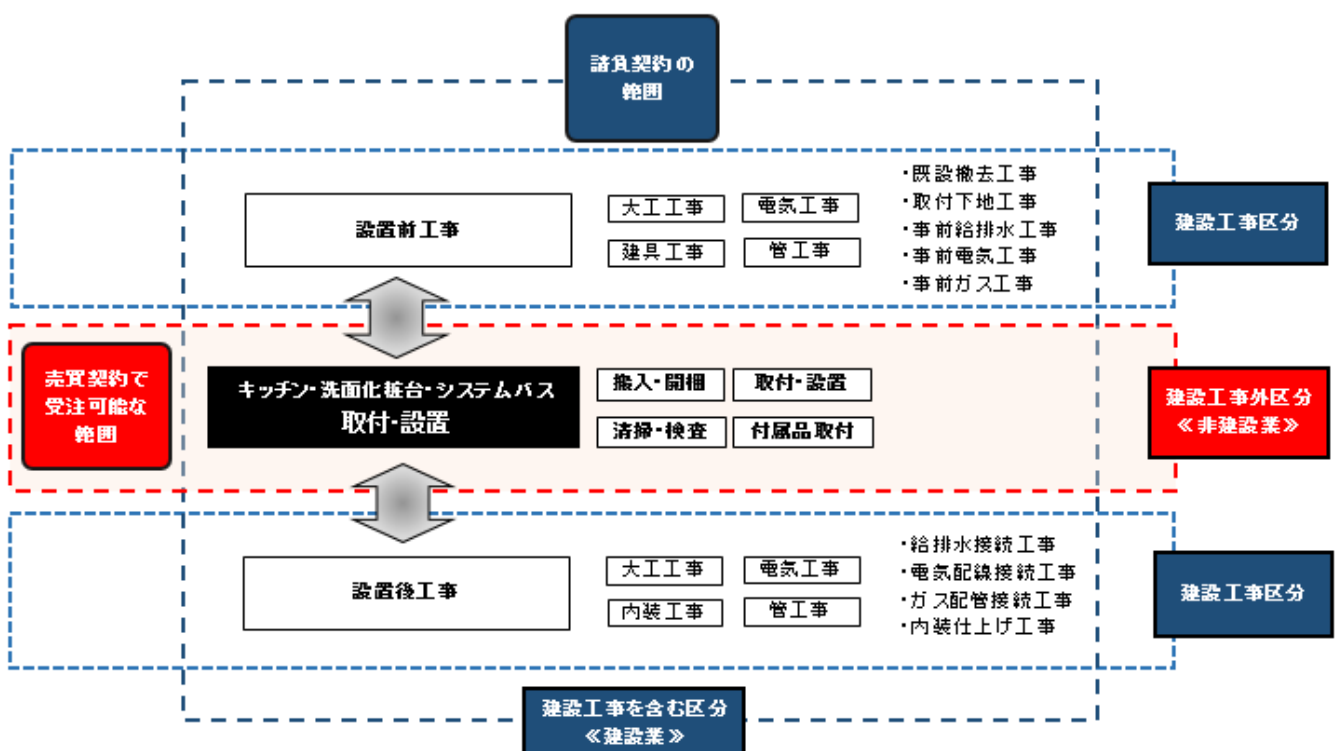 請負契約の
範囲
設置前工事
大工工事
電気工事
建具工事
管工事
・既設撤去工事
・取付下地工事
・事前給排水工事
・事前電気工事
・事前ガス工事
建設工事区分
売買契約で
受注可能な
範囲
キッチン・洗面化粧台・システムバス
取付・設置
搬入・開梱
取付・設置
清掃・検査
付属品取付
建設工事外区分
≪非建設業≫
設置後工事
大工工事
電気工事
内装工事
管工事
・給排水接続工事
・電気配線接続工事
・ガス配管接続工事
・内装仕上げ工事
建設工事区分
建設工事を含む区分
≪建設業≫